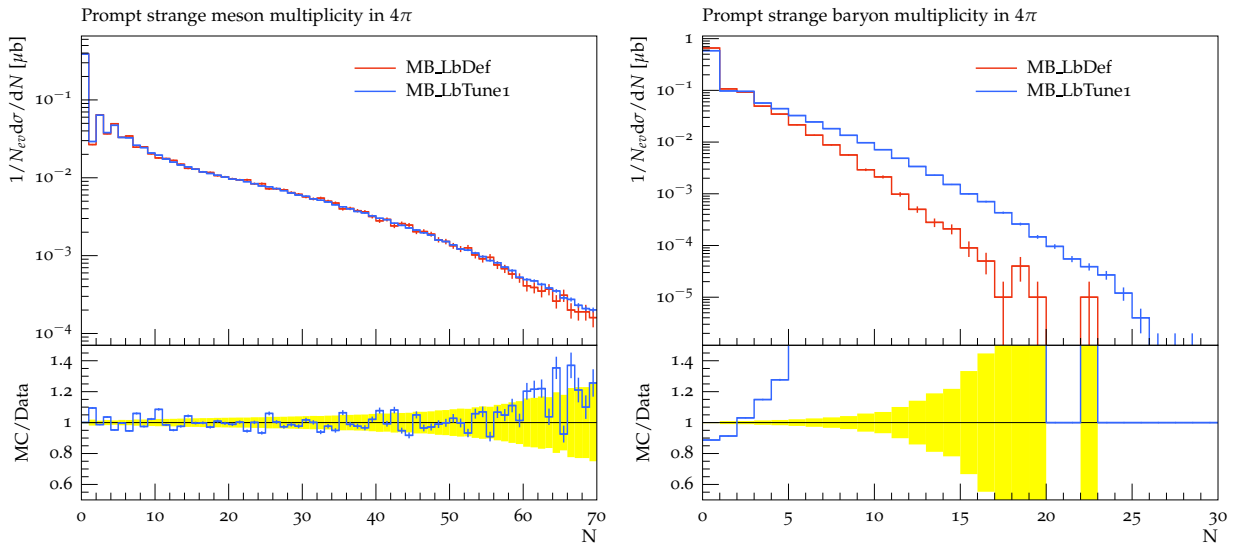 Prompt strange meson multiplicity in 4π
1/N_ev dσ/dN [μb]
10⁻¹
10⁻²
10⁻³
10⁻⁴
MB_LbDef
MB_LbTune1
MC/Data
1.4
1.2
1
0.8
0.6
0 10 20 30 40 50 60 70
N
Prompt strange baryon multiplicity in 4π
1/N_ev dσ/dN [μb]
1
10⁻¹
10⁻²
10⁻³
10⁻⁴
10⁻⁵
MB_LbDef
MB_LbTune1
MC/Data
1.4
1.2
1
0.8
0.6
0 5 10 15 20 25 30
N